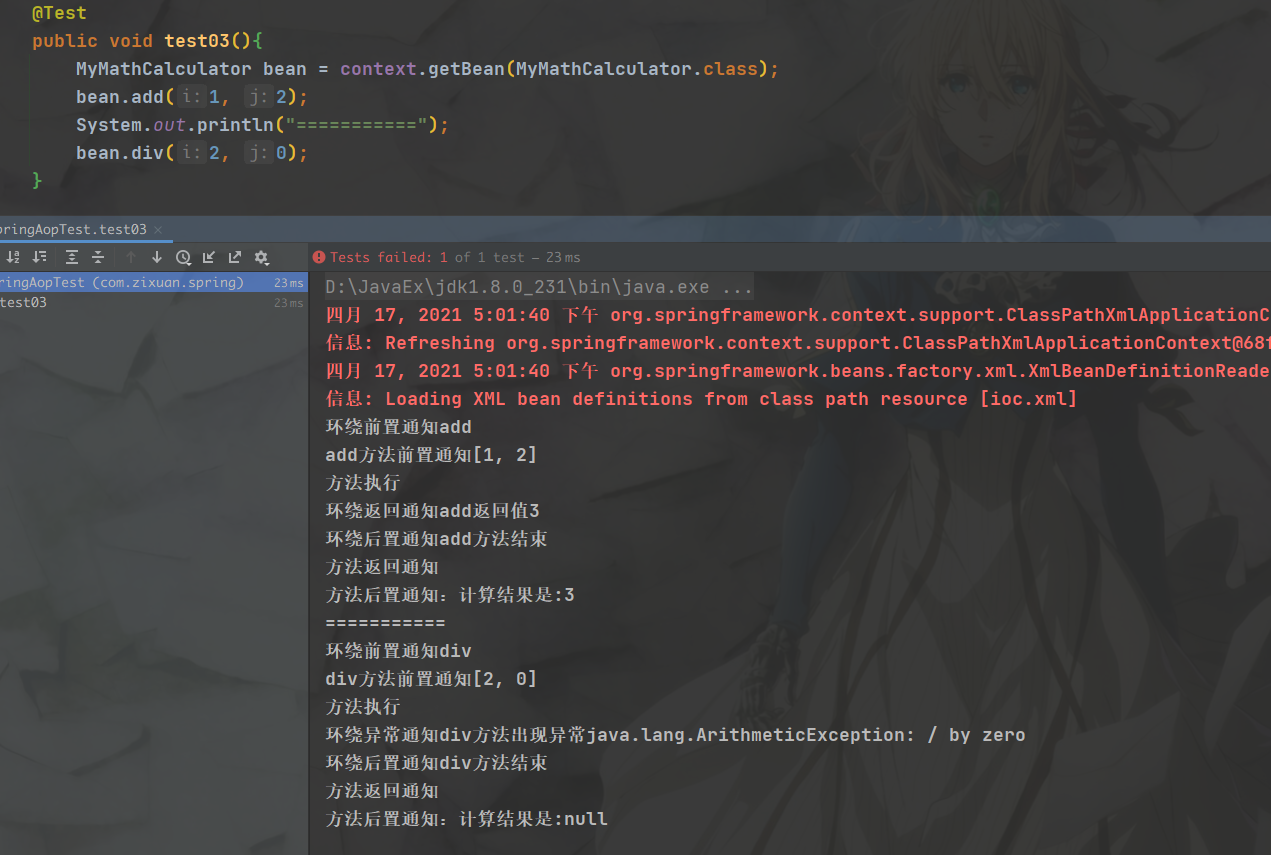 @Test
public void test03(){
MyMathCalculator bean = context.getBean(MyMathCalculator.class);
bean.add( i: 1, j: 2);
System.out.println("===========");
bean.div( i: 2, j: 0);
}
pringAopTest.test03 ×
Tests failed: 1 of 1 test – 23 ms
ringAopTest (com.zixuan.spring) 23 ms
test03 23 ms
D:\JavaEx\jdk1.8.0_231\bin\java.exe ...
四月 17, 2021 5:01:40 下午 org.springframework.context.support.ClassPathXmlApplicationC
信息: Refreshing org.springframework.context.support.ClassPathXmlApplicationContext@68f
四月 17, 2021 5:01:40 下午 org.springframework.beans.factory.xml.XmlBeanDefinitionReade
信息: Loading XML bean definitions from class path resource [ioc.xml]
环绕前置通知add
add方法前置通知[1, 2]
方法执行
环绕返回通知add返回值3
环绕后置通知add方法结束
方法返回通知
方法后置通知：计算结果是:3
===========
环绕前置通知div
div方法前置通知[2, 0]
方法执行
环绕异常通知div方法出现异常java.lang.ArithmeticException: / by zero
环绕后置通知div方法结束
方法返回通知
方法后置通知：计算结果是:null